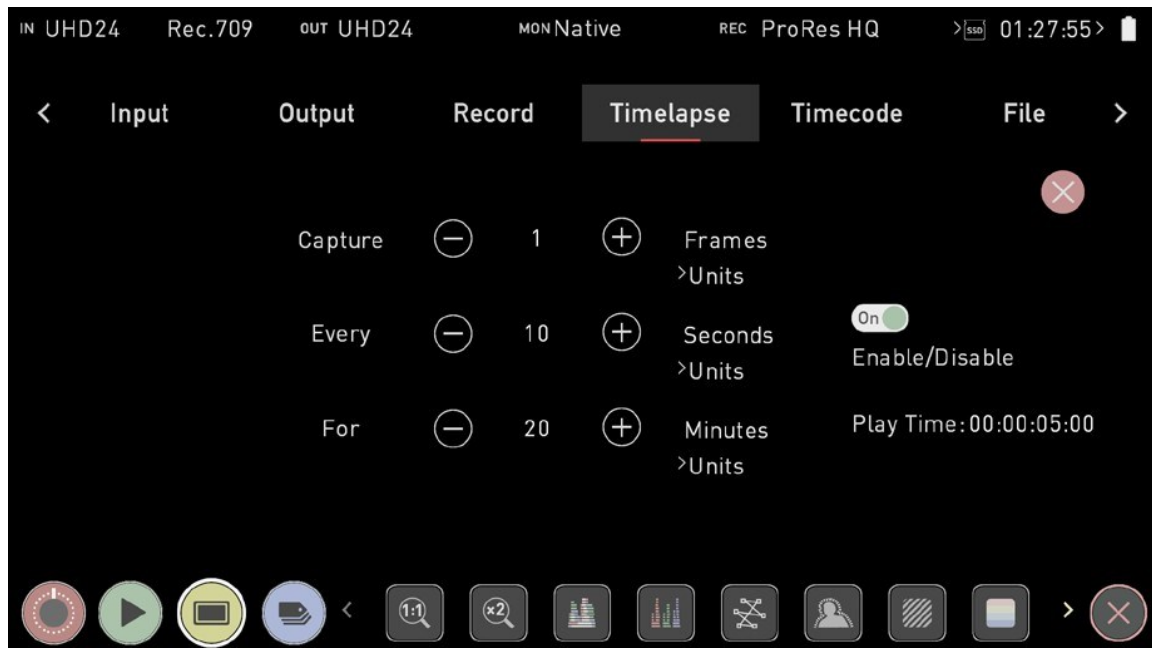 IN UHD24 Rec.709 OUT UHD24 MON Native REC ProRes HQ >SSD 01:27:55>
< Input Output Record Timelapse Timecode File >
Capture 1 Frames
>Units
Every 10 Seconds
>Units
On
Enable/Disable
For 20 Minutes
>Units
Play Time:00:00:05:00
< 1:1 ×2 >